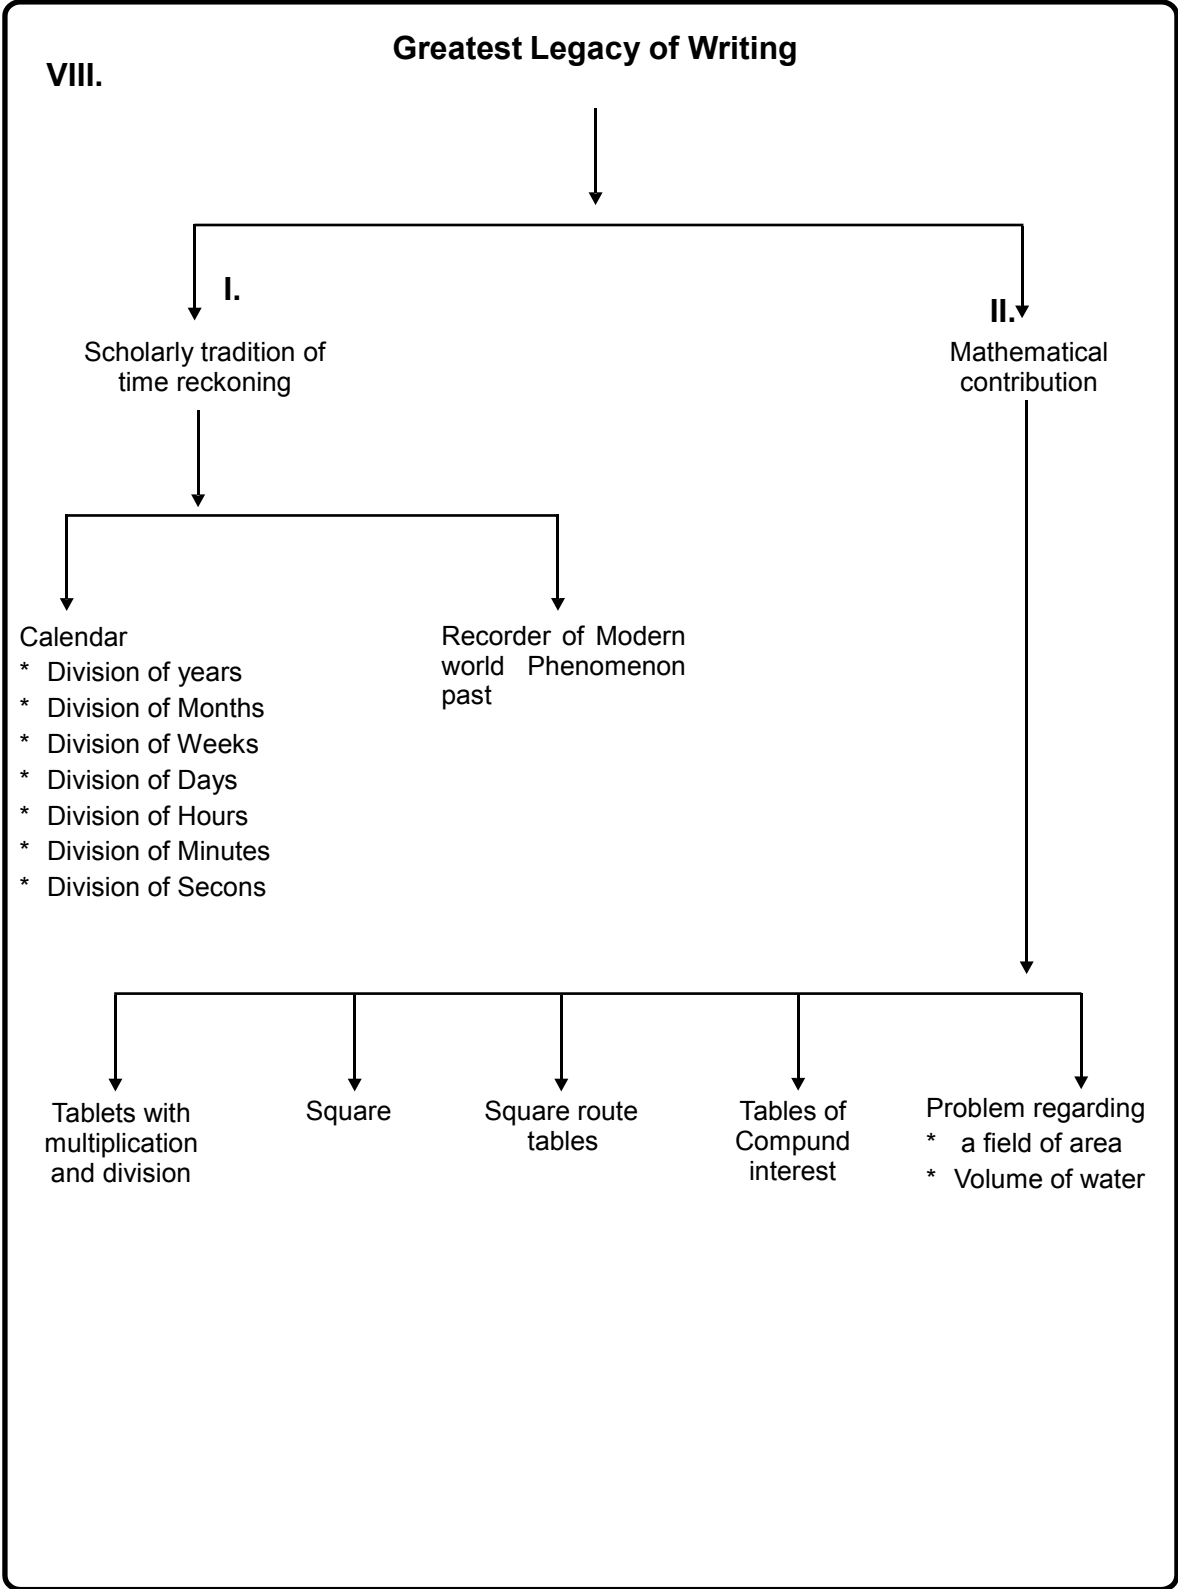 Greatest Legacy of Writing
VIII.
I.
Scholarly tradition of
time reckoning
II.
Mathematical
contribution
Calendar
* Division of years
* Division of Months
* Division of Weeks
* Division of Days
* Division of Hours
* Division of Minutes
* Division of Secons
Recorder of Modern
world Phenomenon
past
Tablets with
multiplication
and division
Square
Square route
tables
Tables of
Compund
interest
Problem regarding
* a field of area
* Volume of water